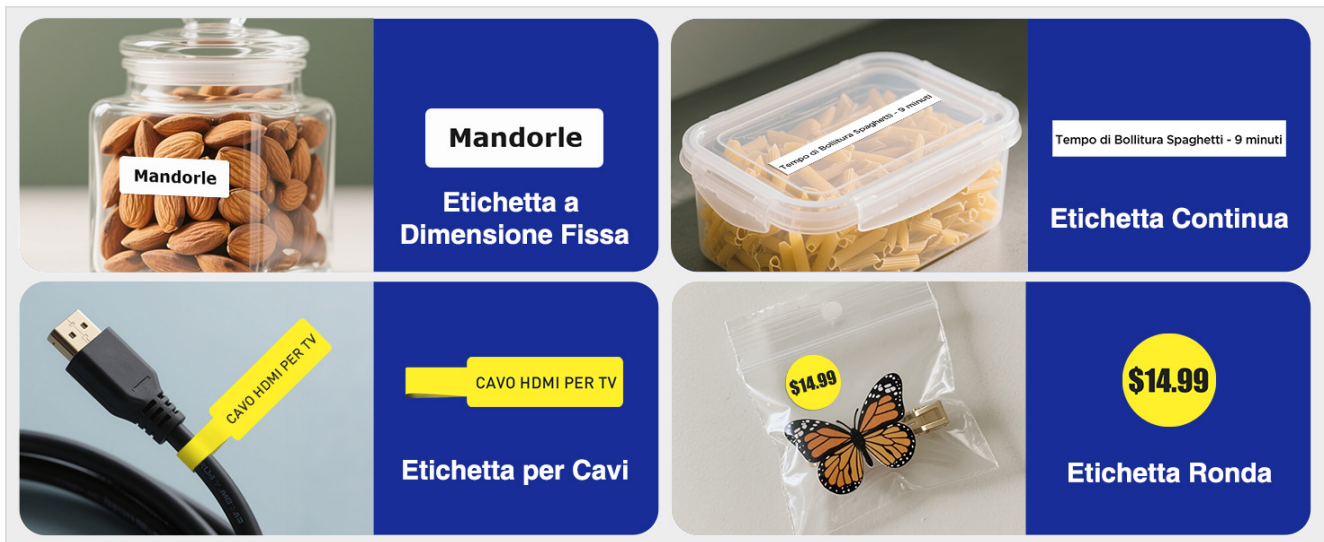 Mandorle
Mandorle
Etichetta a
Dimensione Fissa
Tempo di Bollitura Spaghetti - 9 minuti
Tempo di Bollitura Spaghetti - 9 minuti
Etichetta Continua
CAVO HDMI PER TV
CAVO HDMI PER TV
Etichetta per Cavi
$14.99
$14.99
Etichetta Ronda